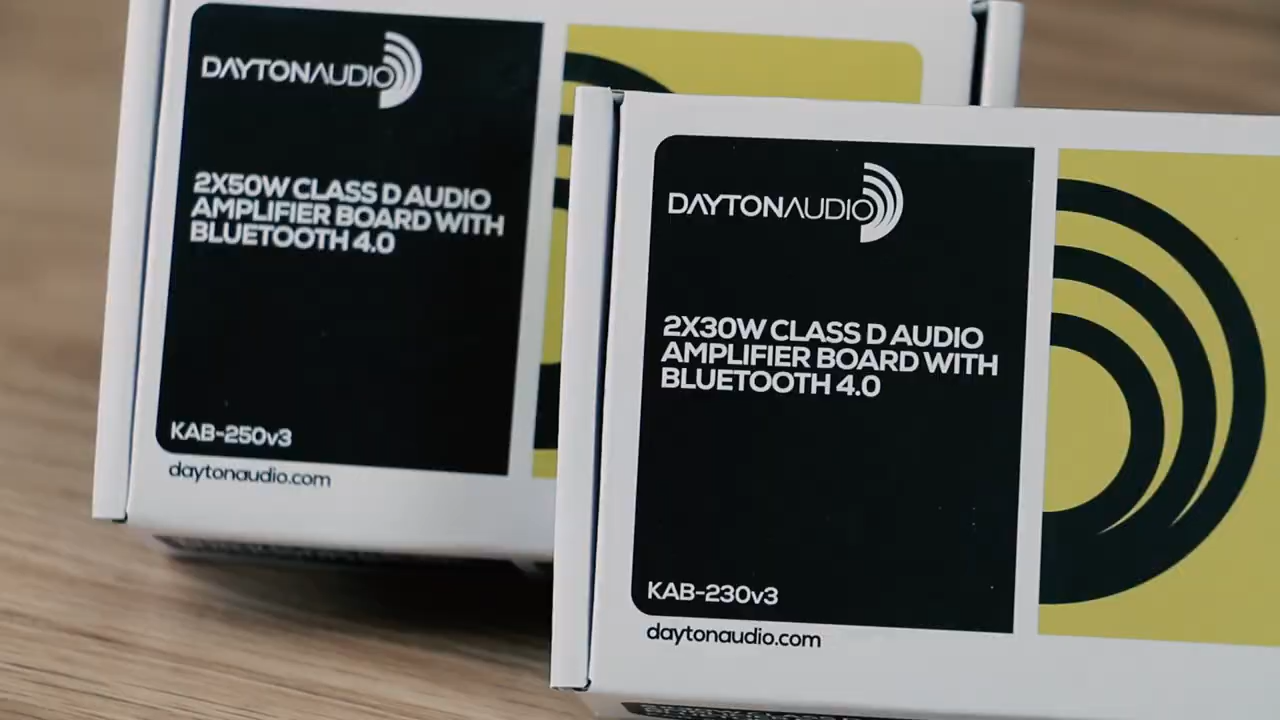 DAYTONAUDIO
2X50W CLASS D AUDIO
AMPLIFIER BOARD WITH
BLUETOOTH 4.0
KAB-250v3
daytonaudio.com
DAYTONAUDIO
2X30W CLASS D AUDIO
AMPLIFIER BOARD WITH
BLUETOOTH 4.0
KAB-230v3
daytonaudio.com